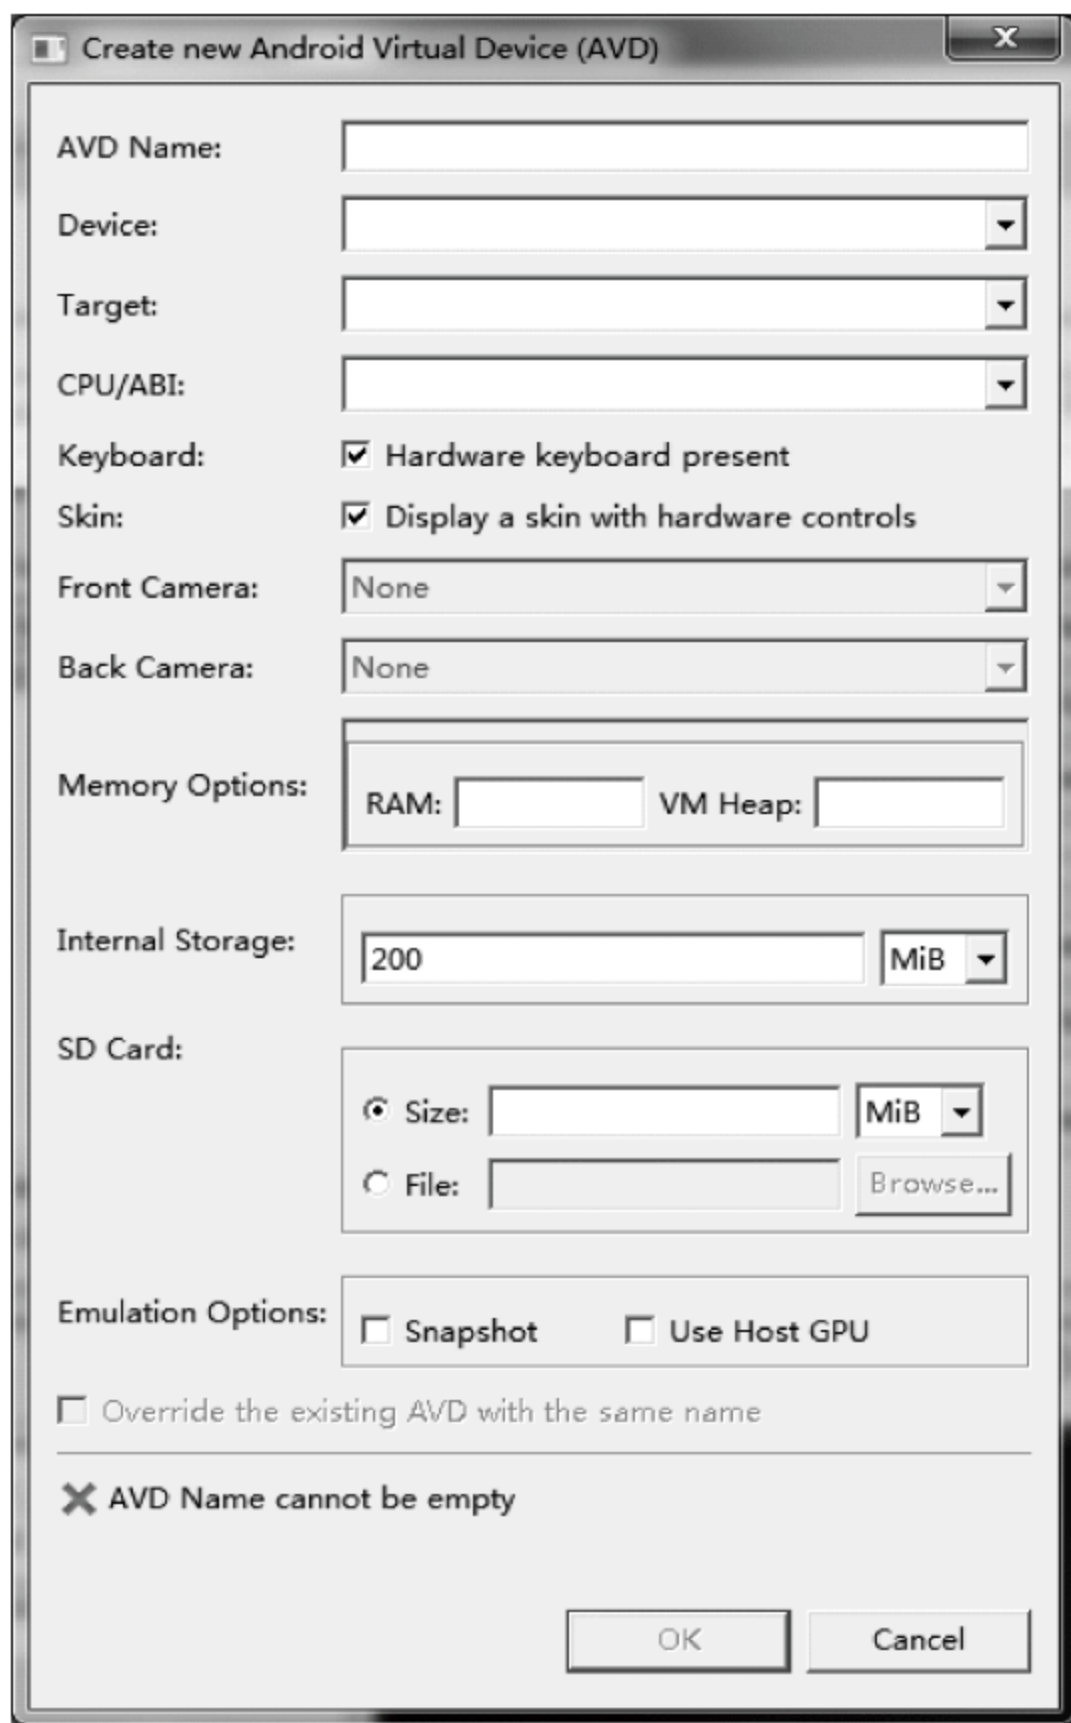 Create new Android Virtual Device (AVD)
AVD Name:
Device:
Target:
CPU/ABI:
Keyboard: Hardware keyboard present
Skin: Display a skin with hardware controls
Front Camera: None
Back Camera: None
Memory Options: RAM: VM Heap:
Internal Storage: 200 MiB
SD Card:
Size: MiB
File: Browse...
Emulation Options: Snapshot Use Host GPU
Override the existing AVD with the same name
AVD Name cannot be empty
OK Cancel